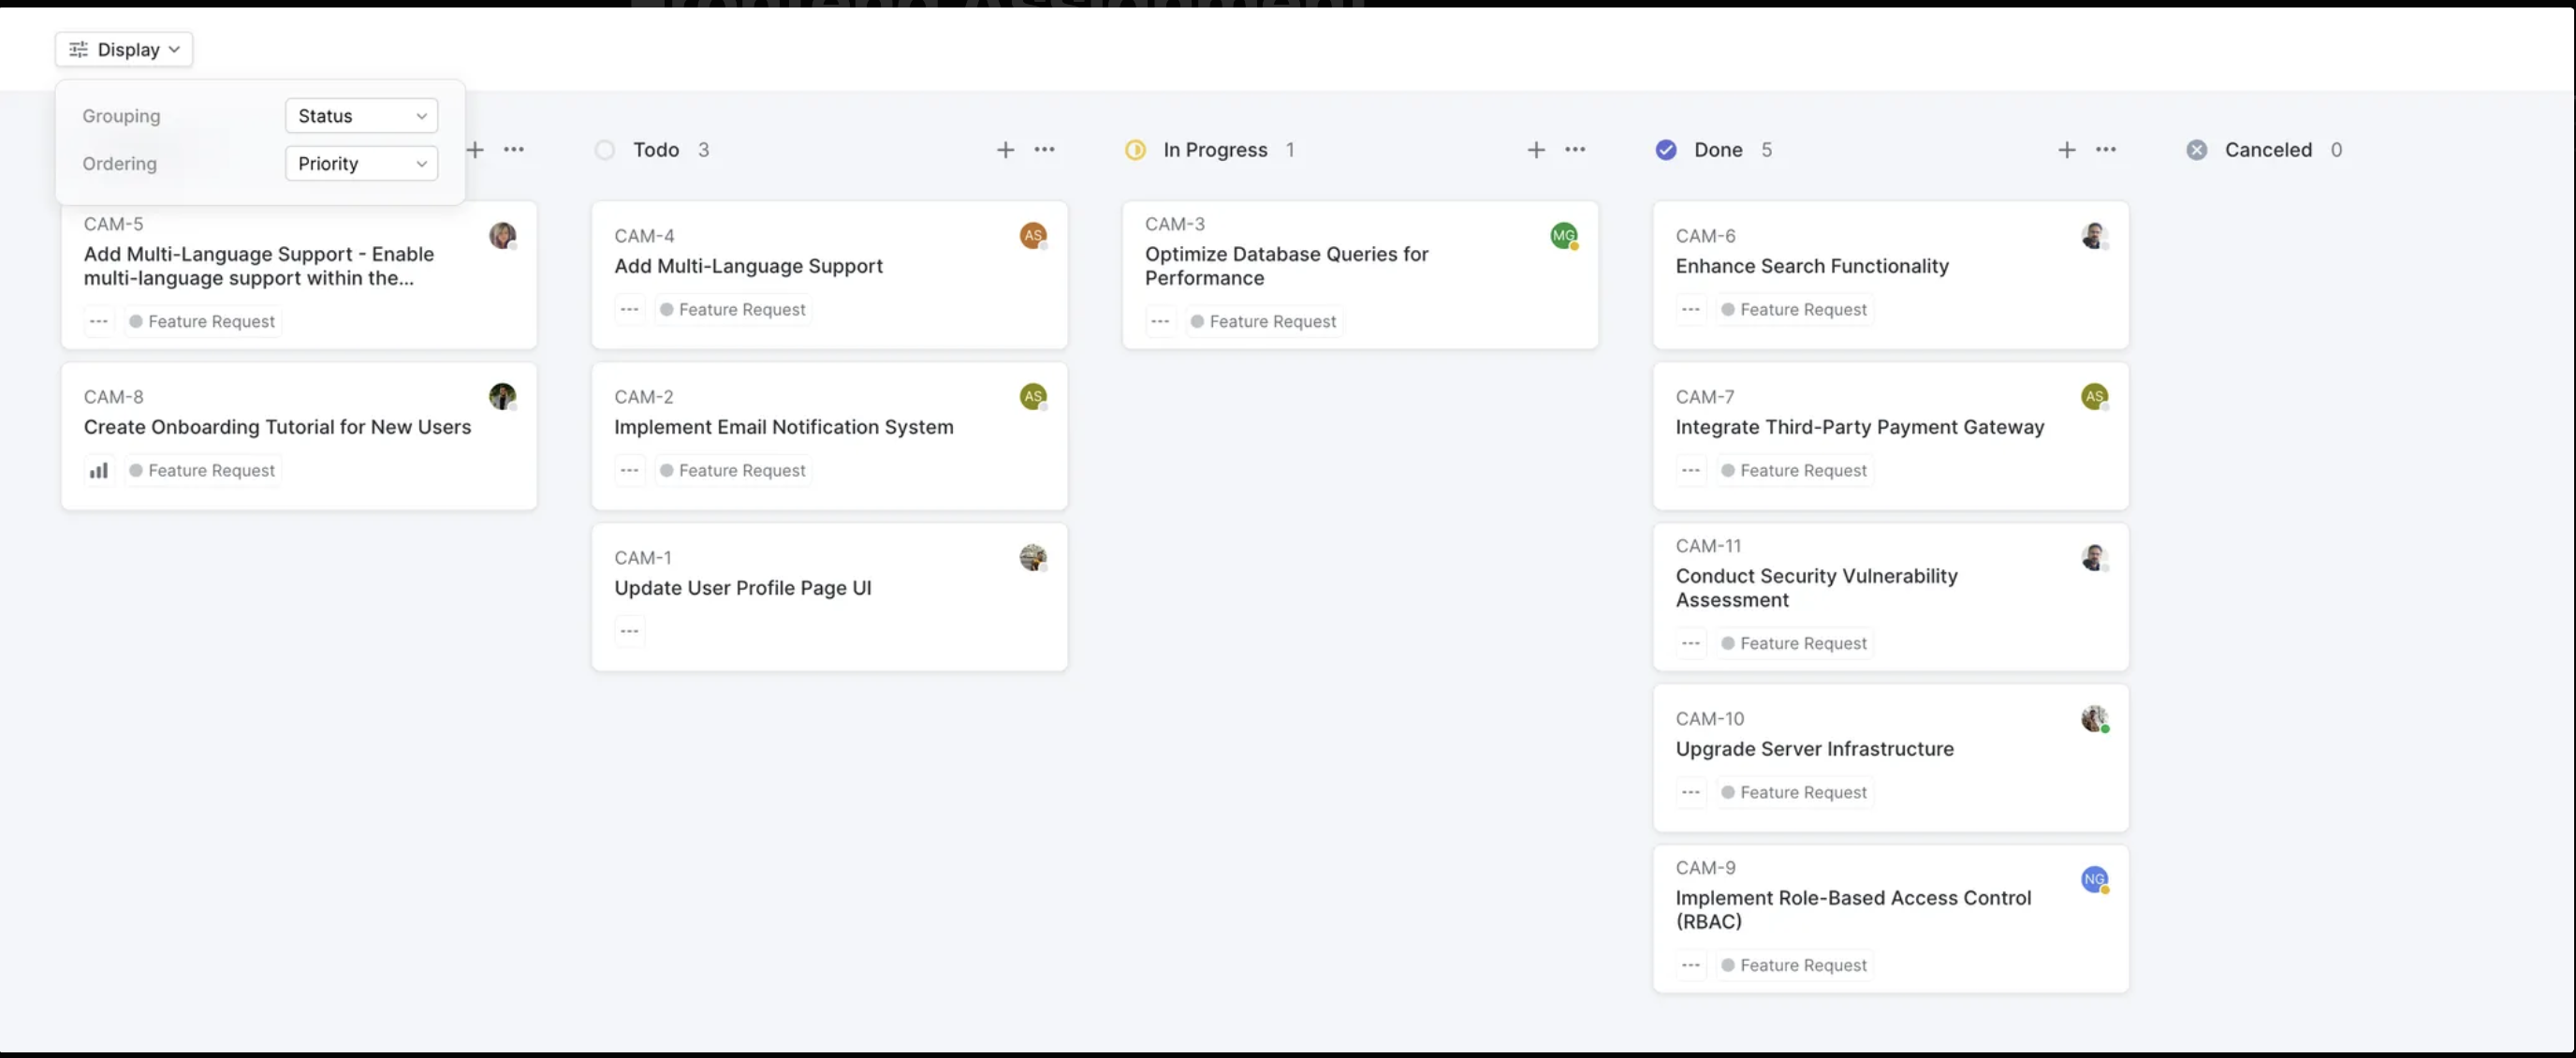 Frontend Assignment
Display
Grouping
Status
Ordering
Priority
Todo 3
In Progress 1
Done 5
Canceled 0
CAM-5
Add Multi-Language Support - Enable
multi-language support within the...
Feature Request
CAM-8
Create Onboarding Tutorial for New Users
Feature Request
CAM-4
AS
Add Multi-Language Support
Feature Request
CAM-2
AS
Implement Email Notification System
Feature Request
CAM-1
Update User Profile Page UI
CAM-3
MG
Optimize Database Queries for
Performance
Feature Request
CAM-6
Enhance Search Functionality
Feature Request
CAM-7
AS
Integrate Third-Party Payment Gateway
Feature Request
CAM-11
Conduct Security Vulnerability
Assessment
Feature Request
CAM-10
Upgrade Server Infrastructure
Feature Request
CAM-9
NG
Implement Role-Based Access Control
(RBAC)
Feature Request